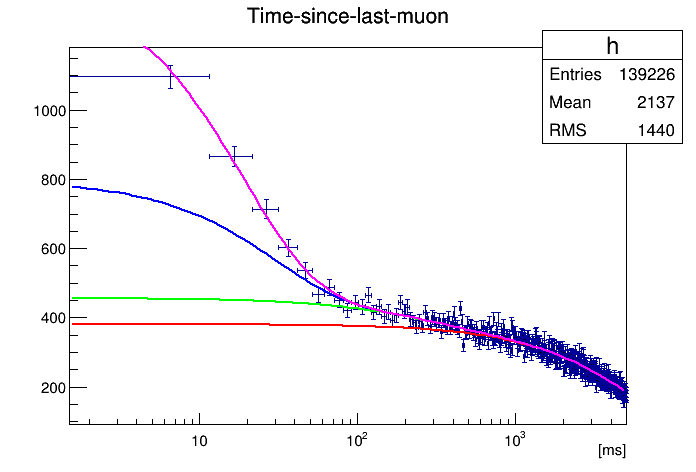 Time-since-last-muon
h
Entries 139226
Mean 2137
RMS 1440
1000
800
600
400
200
10
10²
10³
[ms]